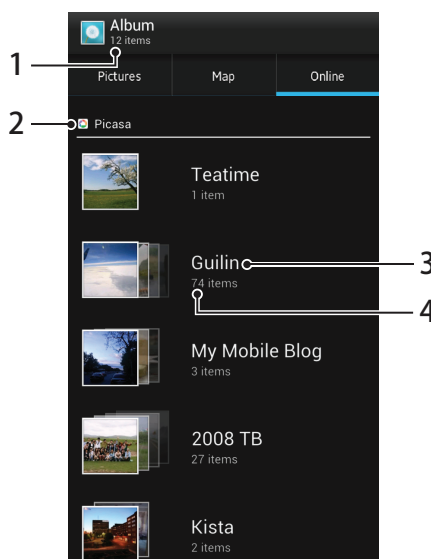 Album
12 items
1
Pictures Map Online
2
Picasa
Teatime
1 item
Guilin
3
74 items
4
My Mobile Blog
3 items
2008 TB
27 items
Kista
2 items